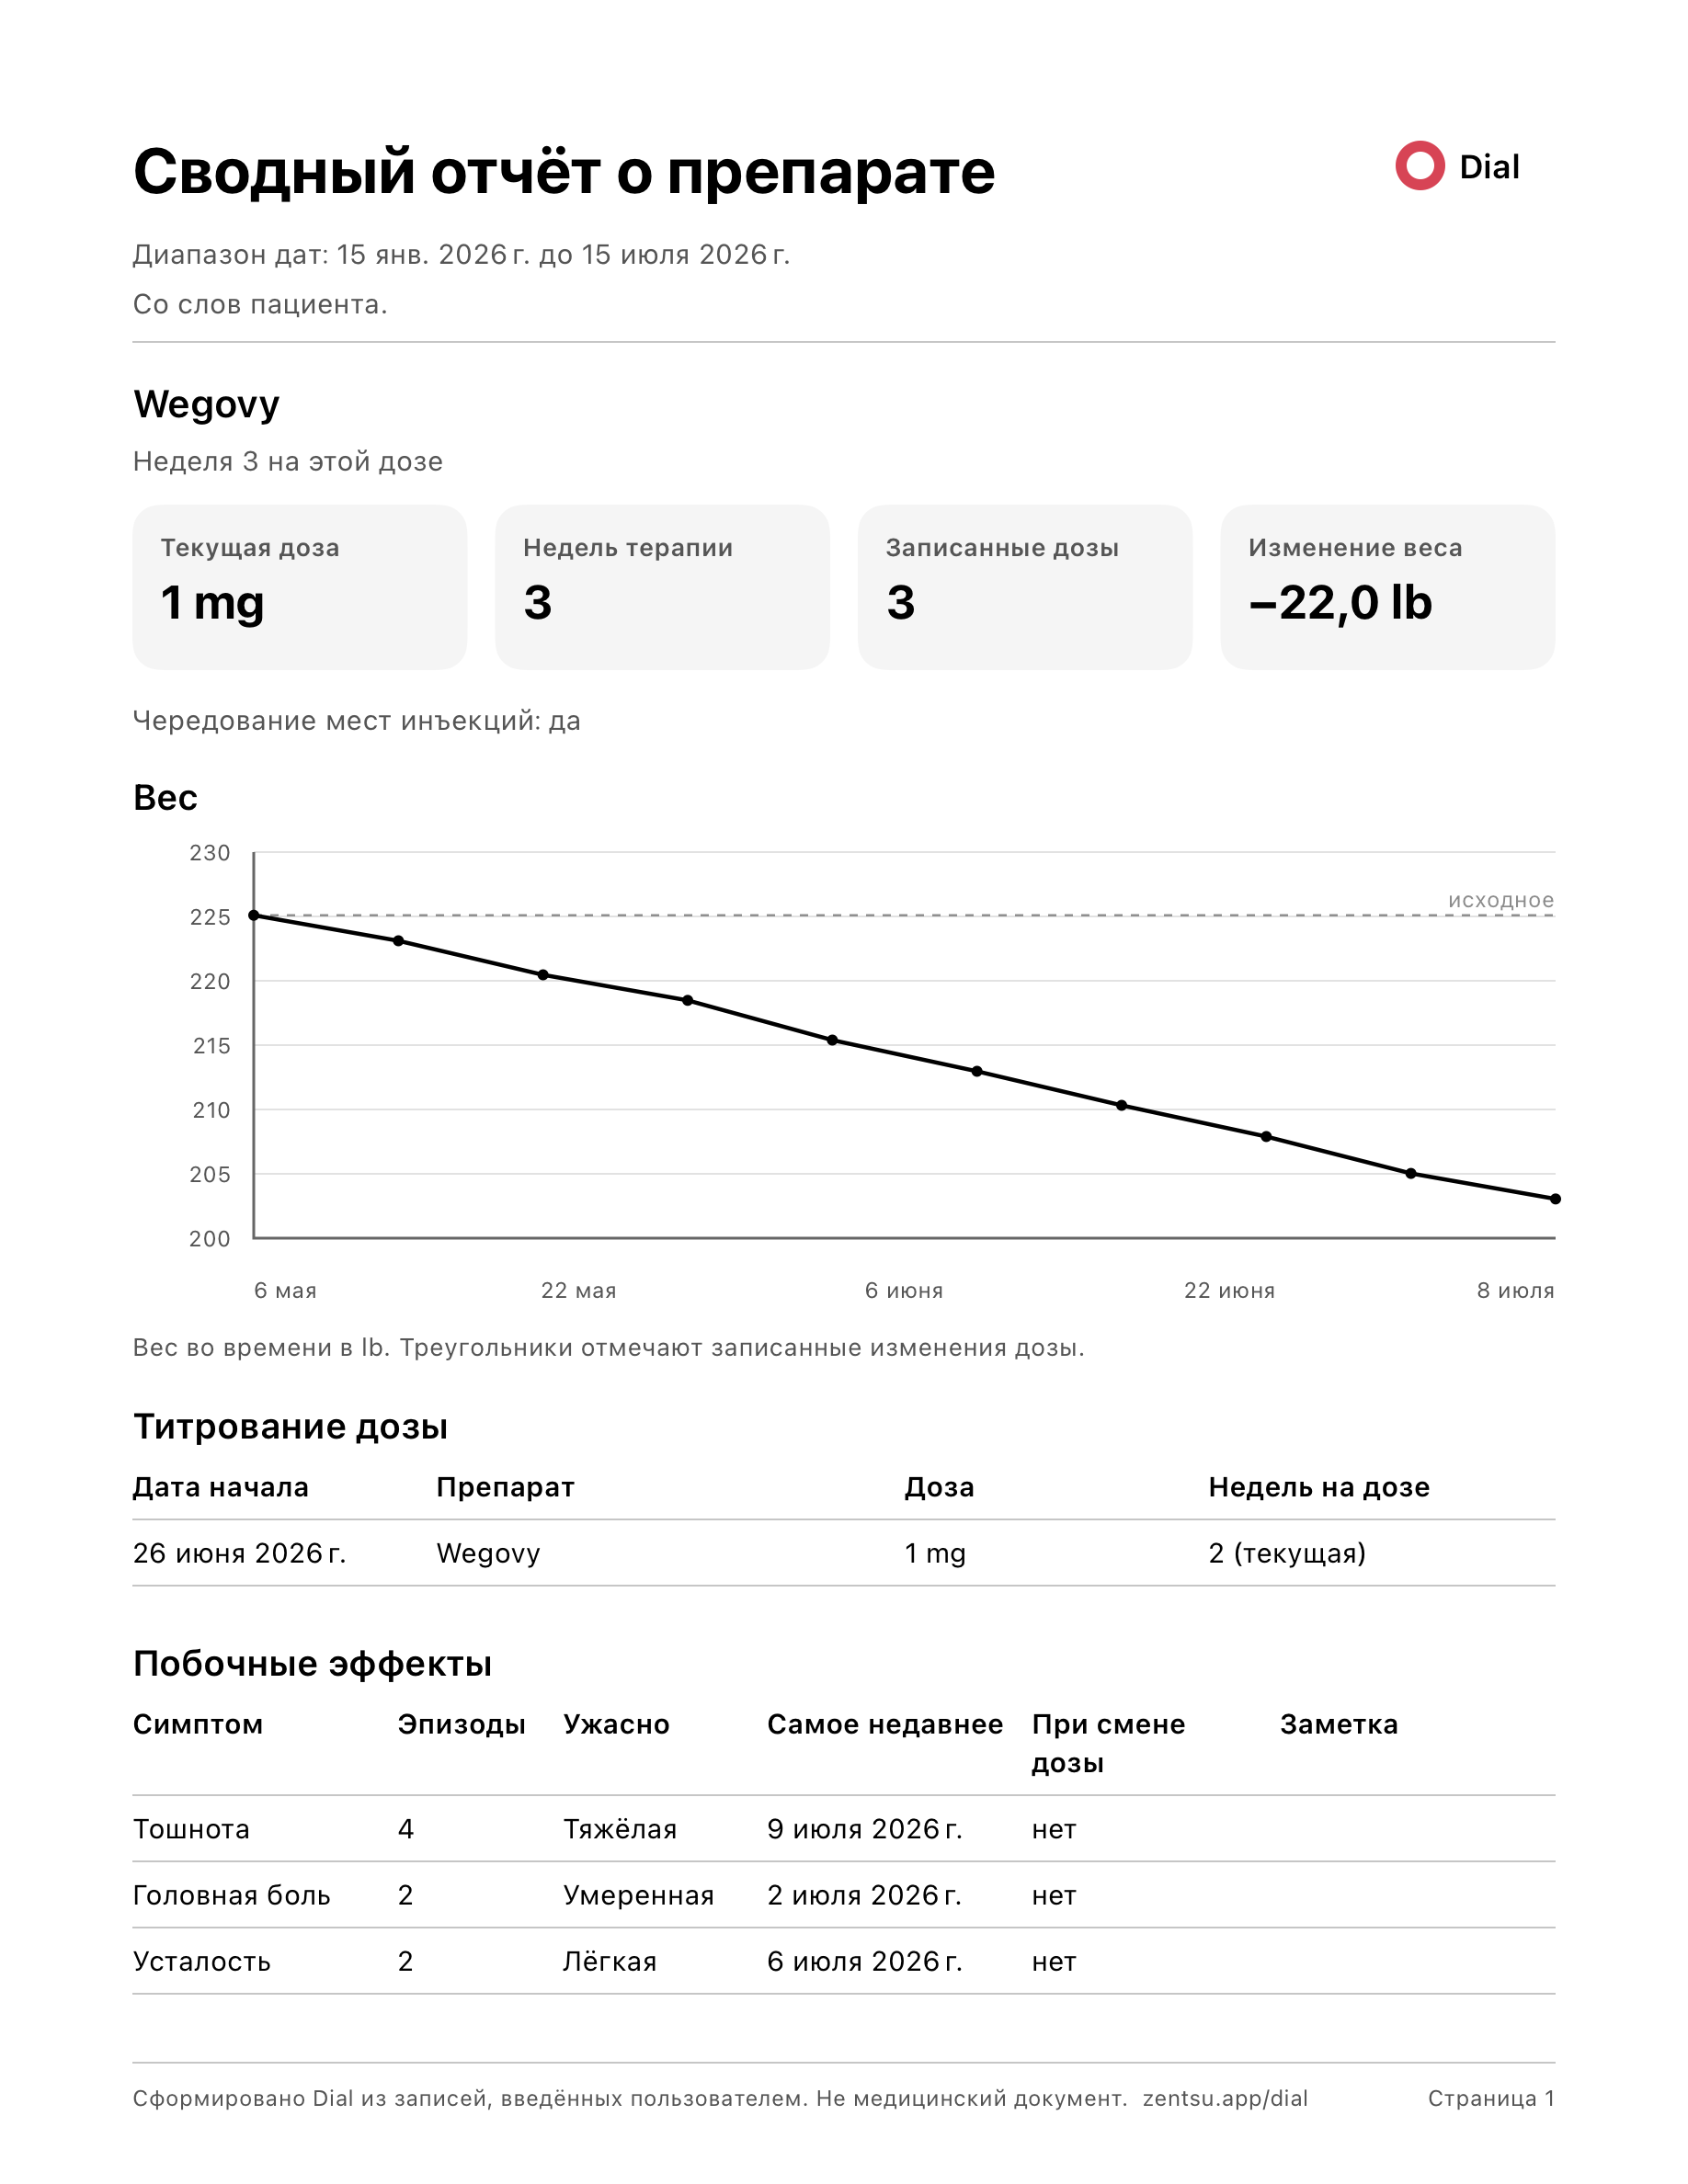 Сводный отчёт о препарате
Dial
Диапазон дат: 15 янв. 2026 г. до 15 июля 2026 г.
Со слов пациента.
Wegovy
Неделя 3 на этой дозе
Текущая доза
1 mg
Недель терапии
3
Записанные дозы
3
Изменение веса
−22,0 lb
Чередование мест инъекций: да
Вес
230
исходное
225
220
215
210
205
200
6 мая 22 мая 6 июня 22 июня 8 июля
Вес во времени в lb. Треугольники отмечают записанные изменения дозы.
Титрование дозы
Дата начала Препарат Доза Недель на дозе
26 июня 2026 г. Wegovy 1 mg 2 (текущая)
Побочные эффекты
Симптом Эпизоды Ужасно Самое недавнее При смене дозы Заметка
Тошнота 4 Тяжёлая 9 июля 2026 г. нет
Головная боль 2 Умеренная 2 июля 2026 г. нет
Усталость 2 Лёгкая 6 июля 2026 г. нет
Сформировано Dial из записей, введённых пользователем. Не медицинский документ. zentsu.app/dial Страница 1